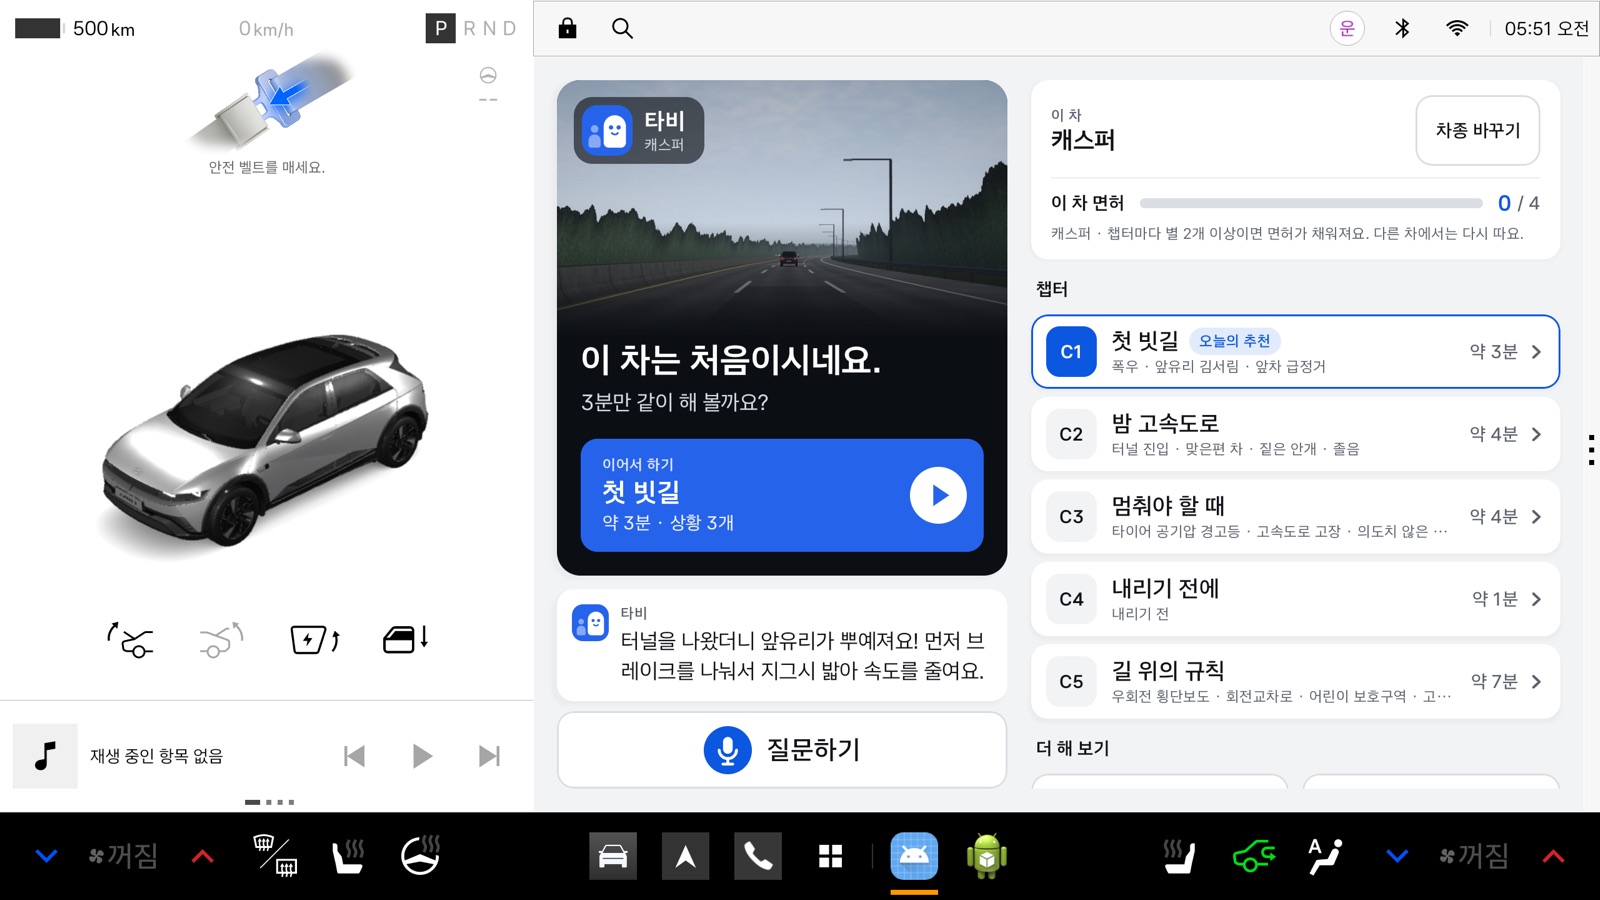 500 km
0 km/h
P R N D
--
안전 벨트를 매세요.
재생 중인 항목 없음
운
05:51 오전
타비
캐스퍼
이 차는 처음이시네요.
3분만 같이 해 볼까요?
이어서 하기
첫 빗길
약 3분 · 상황 3개
타비
터널을 나왔더니 앞유리가 뿌예져요! 먼저 브
레이크를 나눠서 지그시 밟아 속도를 줄여요.
질문하기
이 차
캐스퍼
차종 바꾸기
이 차 면허
0 / 4
캐스퍼 · 챕터마다 별 2개 이상이면 면허가 채워져요. 다른 차에서는 다시 따요.
챕터
C1
첫 빗길 오늘의 추천
폭우 · 앞유리 김서림 · 앞차 급정거
약 3분
C2
밤 고속도로
터널 진입 · 맞은편 차 · 짙은 안개 · 졸음
약 4분
C3
멈춰야 할 때
타이어 공기압 경고등 · 고속도로 고장 · 의도치 않은 ···
약 4분
C4
내리기 전에
내리기 전
약 1분
C5
길 위의 규칙
우회전 횡단보도 · 회전교차로 · 어린이 보호구역 · 고···
약 7분
더 해 보기
꺼짐
A
꺼짐